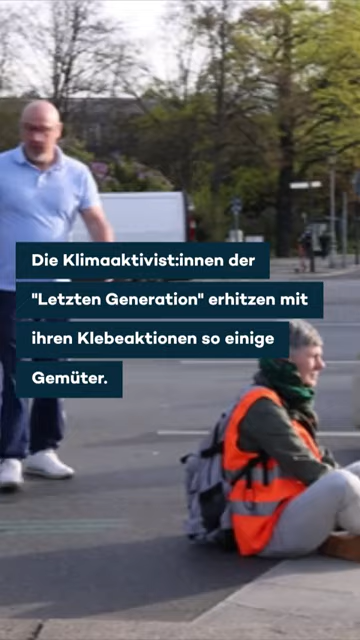 Die Klimaaktivist:innen der
"Letzten Generation" erhitzen mit
ihren Klebeaktionen so einige
Gemüter.